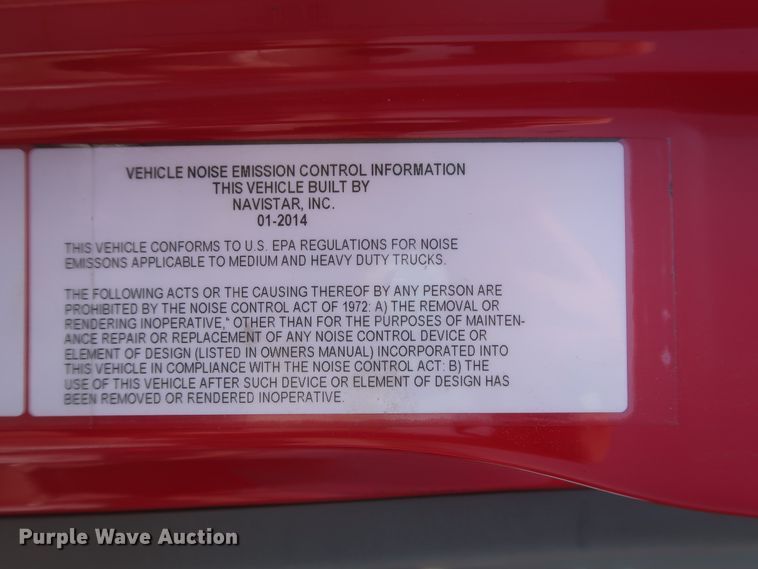 VEHICLE NOISE EMISSION CONTROL INFORMATION
THIS VEHICLE BUILT BY
NAVISTAR, INC.
01-2014
THIS VEHICLE CONFORMS TO U.S. EPA REGULATIONS FOR NOISE
EMISSONS APPLICABLE TO MEDIUM AND HEAVY DUTY TRUCKS.
THE FOLLOWING ACTS OR THE CAUSING THEREOF BY ANY PERSON ARE
PROHIBITED BY THE NOISE CONTROL ACT OF 1972: A) THE REMOVAL OR
RENDERING INOPERATIVE," OTHER THAN FOR THE PURPOSES OF MAINTEN-
ANCE REPAIR OR REPLACEMENT OF ANY NOISE CONTROL DEVICE OR
ELEMENT OF DESIGN (LISTED IN OWNERS MANUAL) INCORPORATED INTO
THIS VEHICLE IN COMPLIANCE WITH THE NOISE CONTROL ACT: B) THE
USE OF THIS VEHICLE AFTER SUCH DEVICE OR ELEMENT OF DESIGN HAS
BEEN REMOVED OR RENDERED INOPERATIVE.
Purple Wave Auction